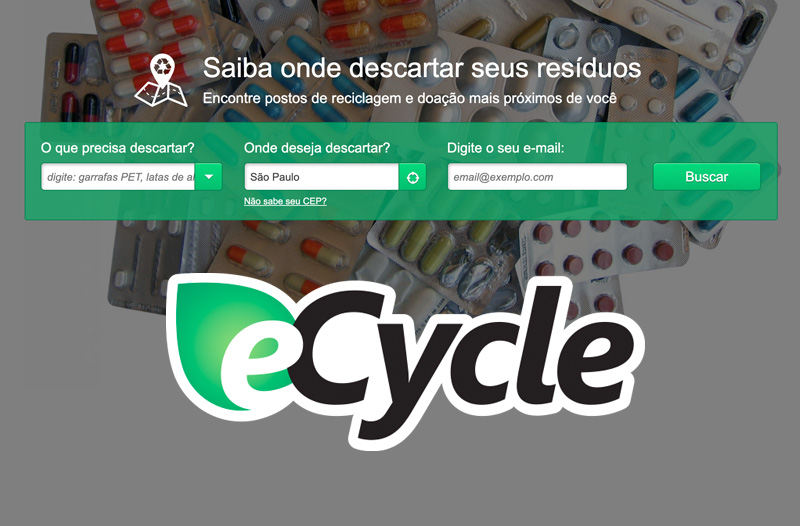 Saiba onde descartar seus resíduos
Encontre postos de reciclagem e doação mais próximos de você
O que precisa descartar? Onde deseja descartar? Digite o seu e-mail:
digite: garrafas PET, latas de al São Paulo email@exemplo.com Buscar
Não sabe seu CEP?
eCycle